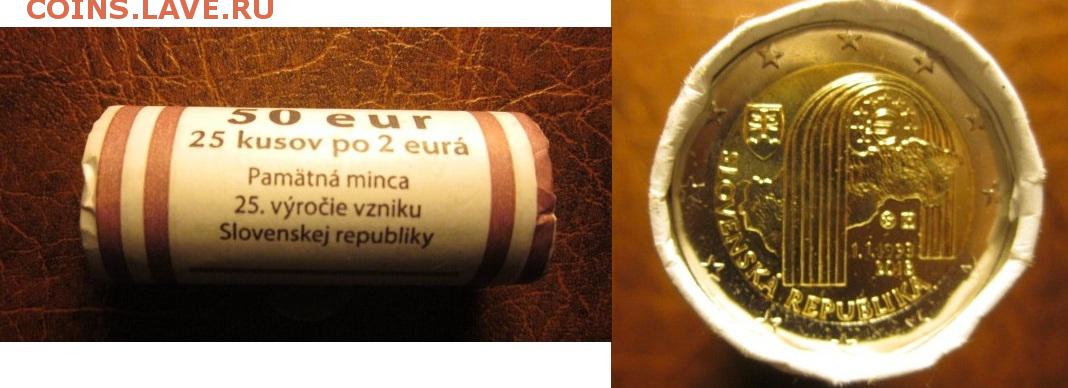 COINS.LAVE.RU
50 eur
25 kusov po 2 eurá
Pamätná minca
25. výročie vzniku
Slovenskej republiky
SLOVENSKÁ REPUBLIKA
1.1.1993
2018